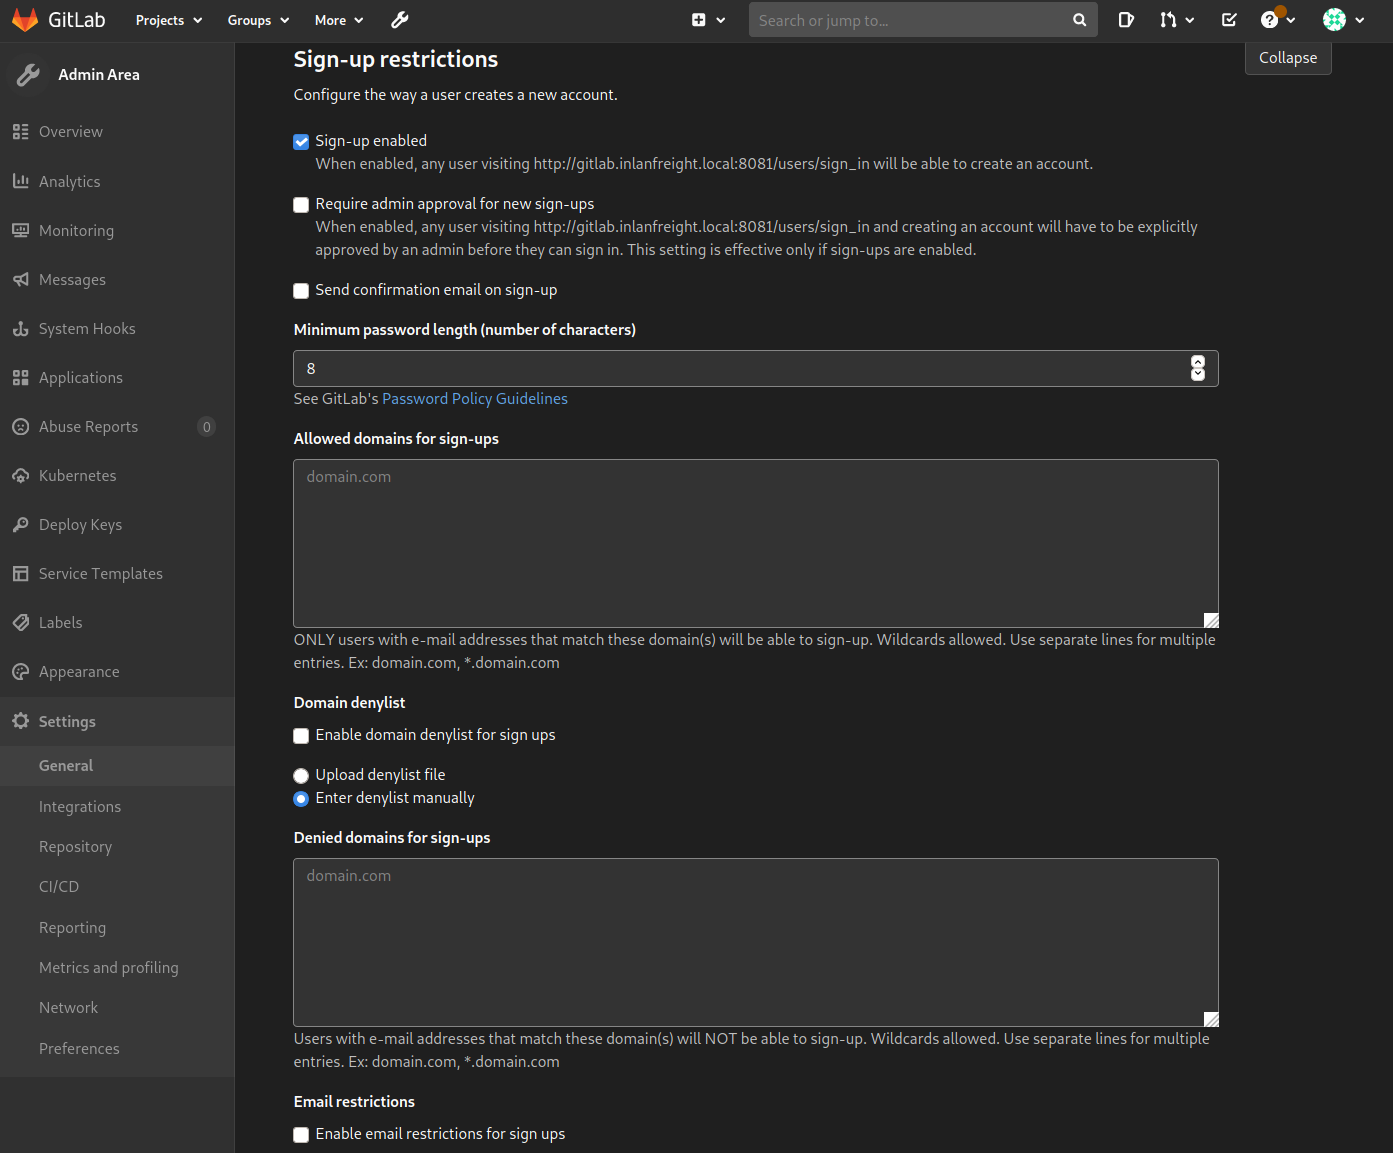 GitLab Projects Groups More Search or jump to... ?
Admin Area
Overview
Analytics
Monitoring
Messages
System Hooks
Applications
Abuse Reports 0
Kubernetes
Deploy Keys
Service Templates
Labels
Appearance
Settings
General
Integrations
Repository
CI/CD
Reporting
Metrics and profiling
Network
Preferences
Sign-up restrictions
Collapse
Configure the way a user creates a new account.
Sign-up enabled
When enabled, any user visiting http://gitlab.inlanfreight.local:8081/users/sign_in will be able to create an account.
Require admin approval for new sign-ups
When enabled, any user visiting http://gitlab.inlanfreight.local:8081/users/sign_in and creating an account will have to be explicitly
approved by an admin before they can sign in. This setting is effective only if sign-ups are enabled.
Send confirmation email on sign-up
Minimum password length (number of characters)
8
See GitLab's Password Policy Guidelines
Allowed domains for sign-ups
domain.com
ONLY users with e-mail addresses that match these domain(s) will be able to sign-up. Wildcards allowed. Use separate lines for multiple
entries. Ex: domain.com, *.domain.com
Domain denylist
Enable domain denylist for sign ups
Upload denylist file
Enter denylist manually
Denied domains for sign-ups
domain.com
Users with e-mail addresses that match these domain(s) will NOT be able to sign-up. Wildcards allowed. Use separate lines for multiple
entries. Ex: domain.com, *.domain.com
Email restrictions
Enable email restrictions for sign ups